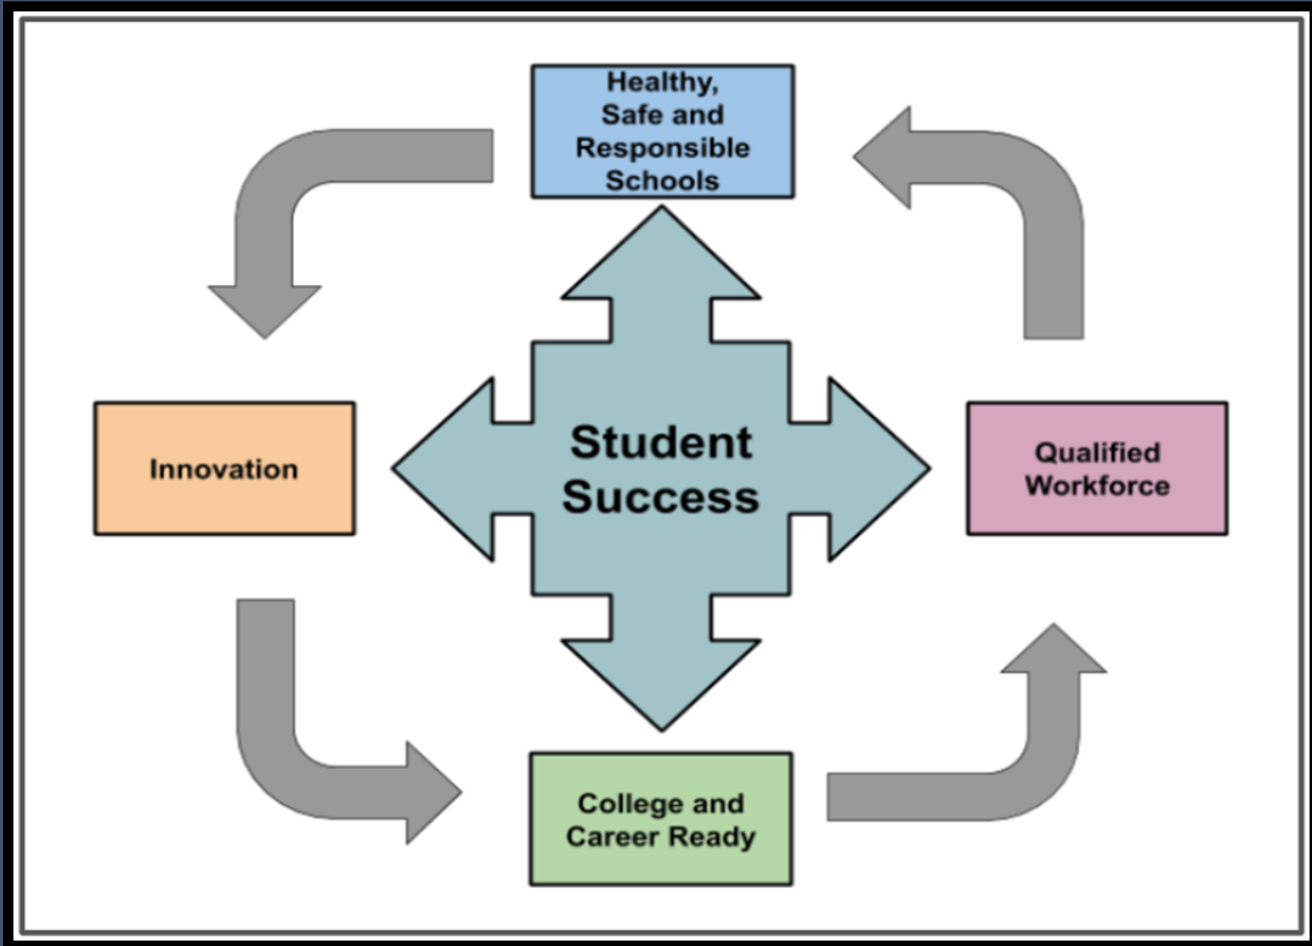 Healthy,
Safe and
Responsible
Schools
Innovation
Student
Success
Qualified
Workforce
College and
Career Ready